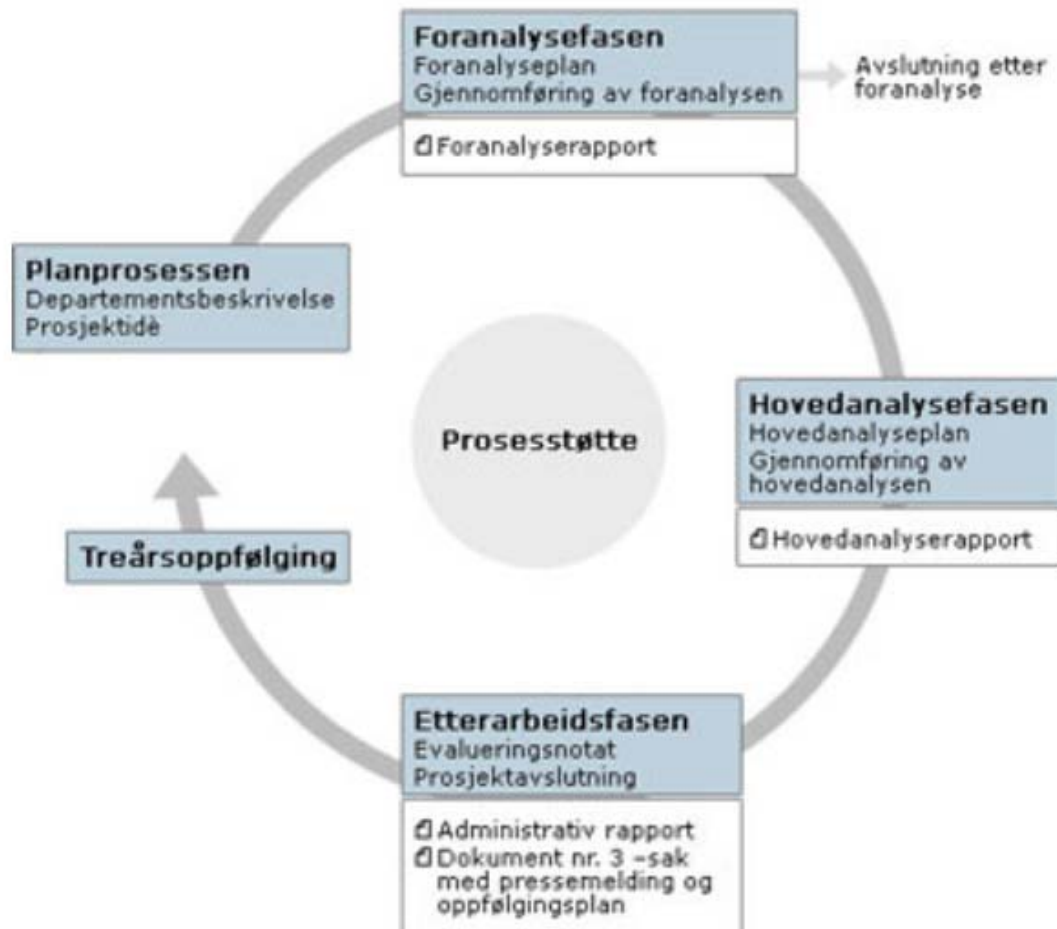 Foranalysefasen
Foranalyseplan
Gjennomføring av foranalysen
Foranalyserapport
Avslutning etter
foranalyse
Planprosessen
Departementsbeskrivelse
Prosjektidè
Prosesstøtte
Hovedanalysefasen
Hovedanalyseplan
Gjennomføring av
hovedanalysen
Hovedanalyserapport
Treårsoppfølging
Etterarbeidsfasen
Evalueringsnotat
Prosjektavslutning
Administrativ rapport
Dokument nr. 3 –sak
med pressemelding og
oppfølgingsplan